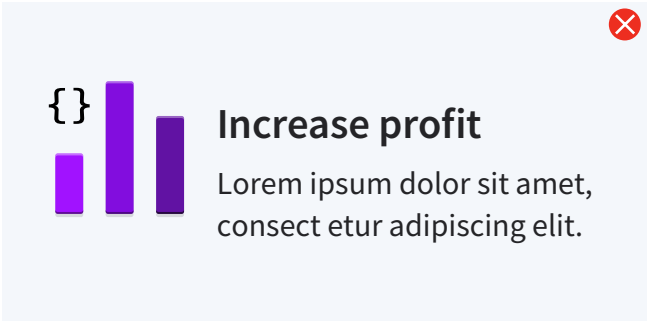 {}
Increase profit
Lorem ipsum dolor sit amet,
consect etur adipiscing elit.